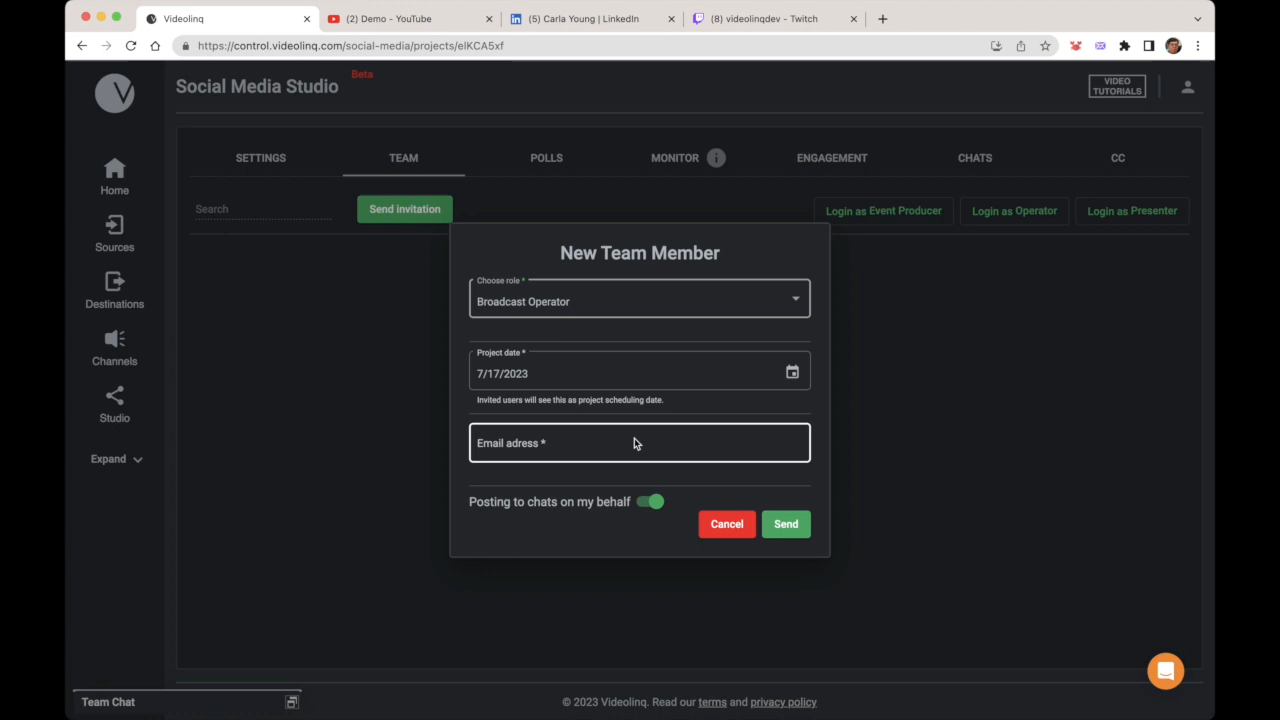 Videolinq
(2) Demo - YouTube
(5) Carla Young | LinkedIn
(8) videolinqdev - Twitch
https://control.videolinq.com/social-media/projects/elKCA5xf
Social Media Studio
Beta
VIDEO
TUTORIALS
Home
Sources
Destinations
Channels
Studio
Expand
SETTINGS
TEAM
POLLS
MONITOR
ENGAGEMENT
CHATS
CC
Search
Send invitation
Login as Event Producer
Login as Operator
Login as Presenter
New Team Member
Choose role *
Broadcast Operator
Project date *
7/17/2023
Invited users will see this as project scheduling date.
Email adress *
Posting to chats on my behalf
Cancel
Send
Team Chat
© 2023 Videolinq. Read our terms and privacy policy